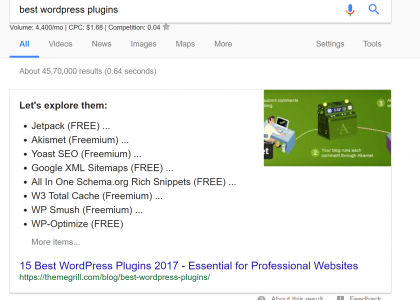 best wordpress plugins
Volume: 4,400/mo | CPC: $1.68 | Competition: 0.04
All Videos News Images Maps More Settings Tools
About 45,70,000 results (0.64 seconds)
Let's explore them:
Jetpack (FREE) ...
Akismet (Freemium) ...
Yoast SEO (Freemium) ...
Google XML Sitemaps (FREE) ...
All In One Schema.org Rich Snippets (FREE) ...
W3 Total Cache (Freemium) ...
WP Smush (Freemium) ...
WP-Optimize (FREE)
More items...
submit comments
2 Your blog runs
each comment through Akismet
3
15 Best WordPress Plugins 2017 - Essential for Professional Websites
https://themegrill.com/blog/best-wordpress-plugins/
About this result Feedback